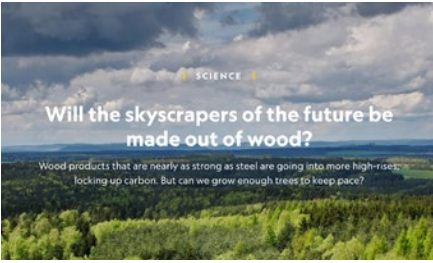 SCIENCE
Will the skyscrapers of the future be
made out of wood?
Wood products that are nearly as strong as steel are going into more high-rises,
locking up carbon. But can we grow enough trees to keep pace?